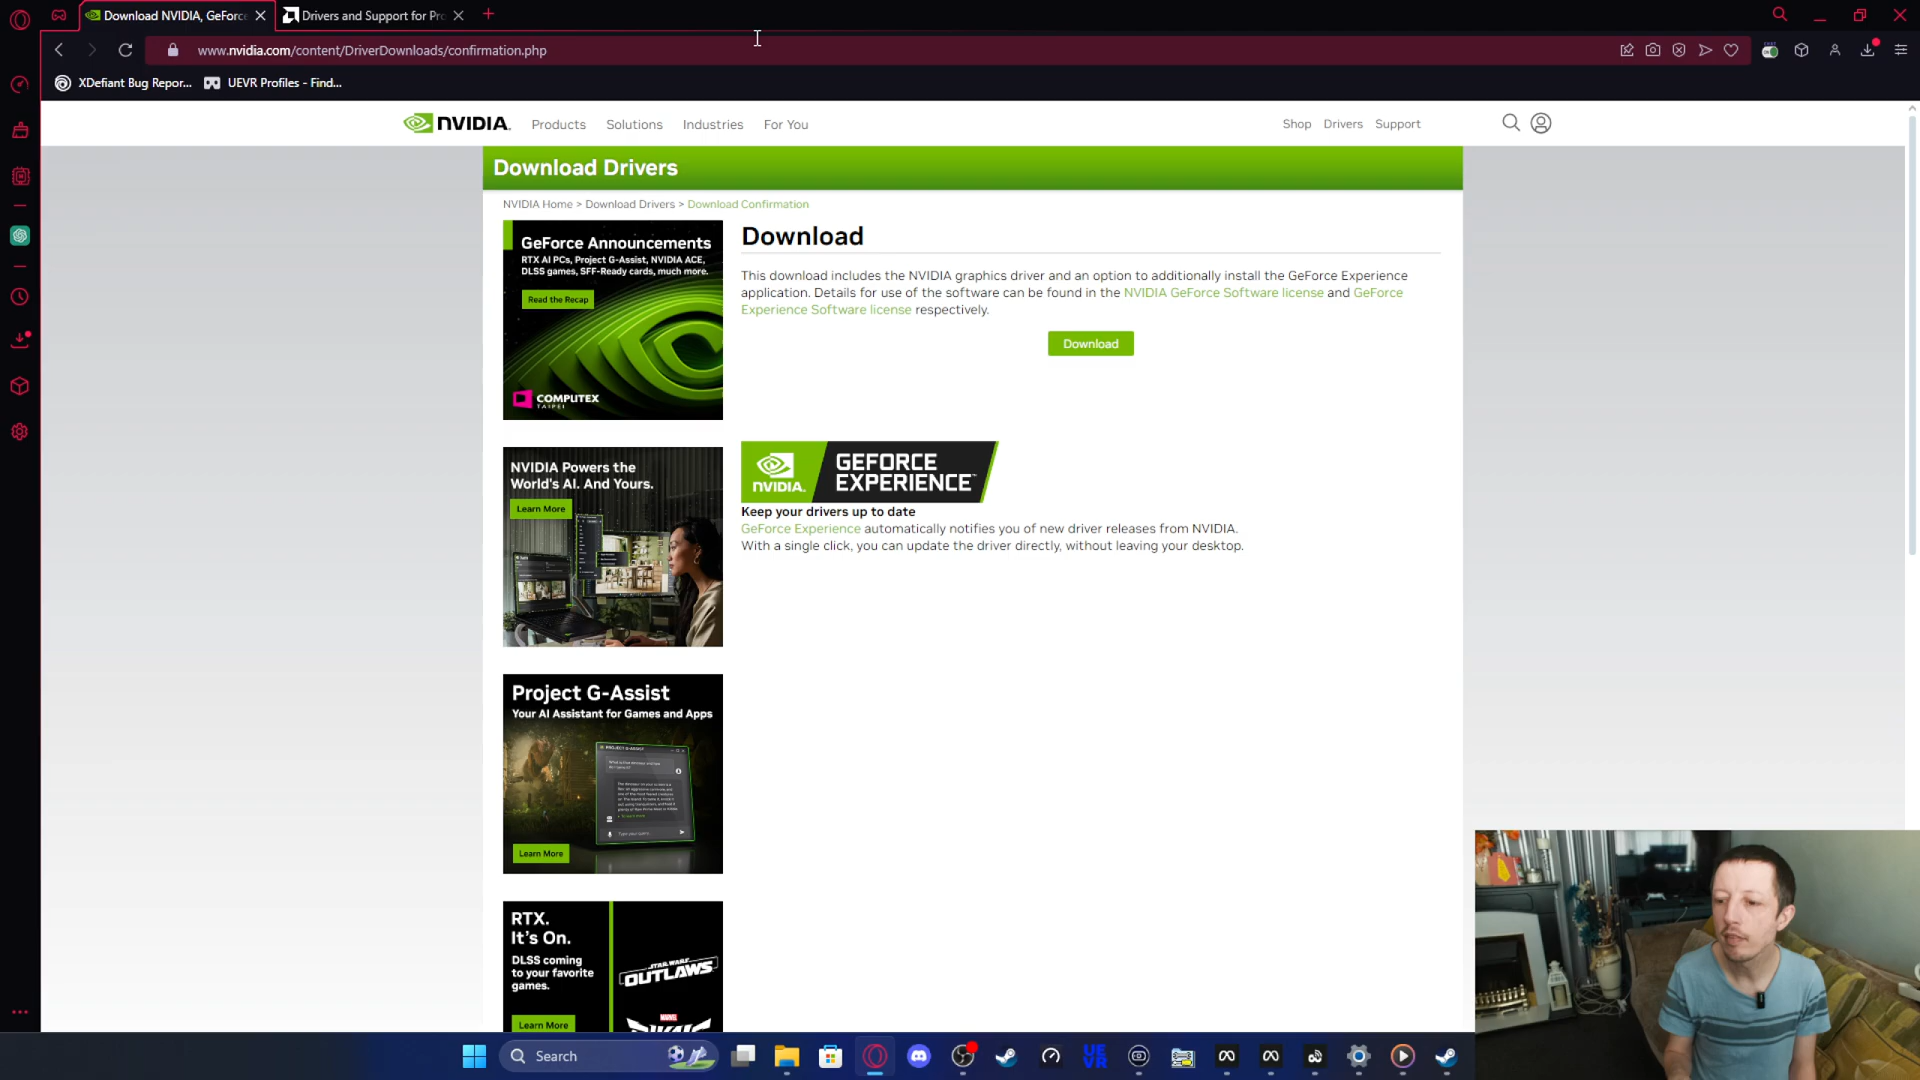 Download NVIDIA, GeForce
Drivers and Support for Pro
www.nvidia.com/content/DriverDownloads/confirmation.php
XDefiant Bug Repor...
UEVR Profiles - Find...
NVIDIA.
Products
Solutions
Industries
For You
Shop
Drivers
Support
Download Drivers
NVIDIA Home > Download Drivers > Download Confirmation
GeForce Announcements
RTX AI PCs, Project G-Assist, NVIDIA ACE,
DLSS games, SFF-Ready cards, much more.
Read the Recap
COMPUTEX
TAIPEI
Download
This download includes the NVIDIA graphics driver and an option to additionally install the GeForce Experience
application. Details for use of the software can be found in the NVIDIA GeForce Software license and GeForce
Experience Software license respectively.
Download
NVIDIA Powers the
World's AI. And Yours.
Learn More
NVIDIA.
GEFORCE
EXPERIENCE
Keep your drivers up to date
GeForce Experience automatically notifies you of new driver releases from NVIDIA.
With a single click, you can update the driver directly, without leaving your desktop.
Project G-Assist
Your AI Assistant for Games and Apps
Learn More
RTX.
It's On.
DLSS coming
to your favorite
games.
Learn More
STAR WARS
OUTLAWS
MARVEL
Search
UE
VR